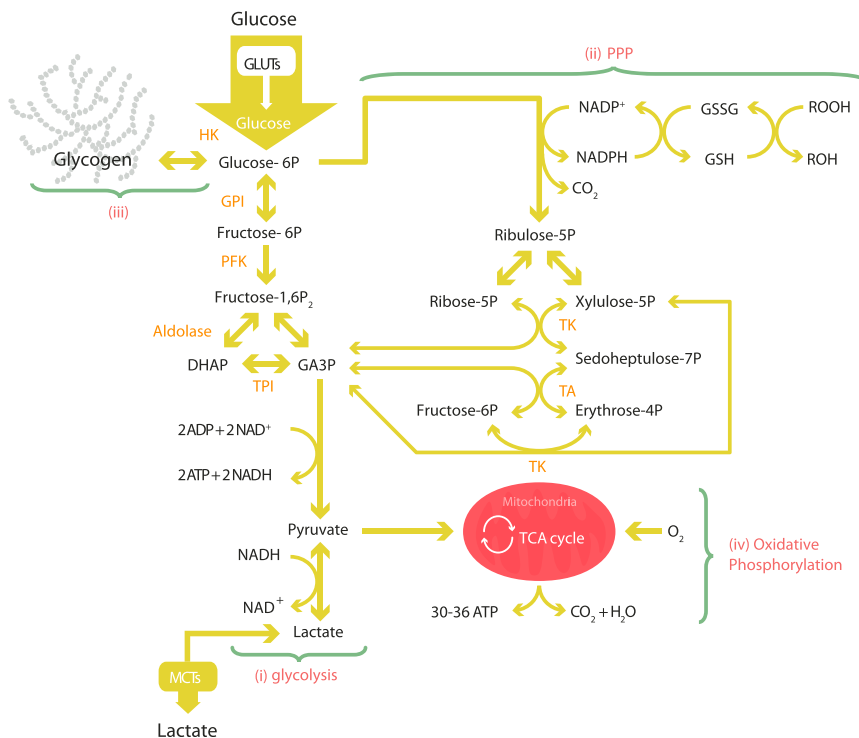 Glucose
(ii) PPP
GLUTs
Glucose
HK
NADP+
GSSG
ROOH
Glycogen
Glucose- 6P
NADPH
GSH
ROH
CO2
(iii)
GPI
Fructose- 6P
Ribulose-5P
PFK
Fructose-1,6P2
Ribose-5P
Xylulose-5P
Aldolase
TK
DHAP
GA3P
Sedoheptulose-7P
TPI
TA
Fructose-6P
Erythrose-4P
2ADP+2NAD+
TK
2ATP+2NADH
Mitochondria
Pyruvate
TCA cycle
O2
(iv) Oxidative
Phosphorylation
NADH
NAD+
30-36 ATP
CO2 + H2O
Lactate
(i) glycolysis
MCTs
Lactate